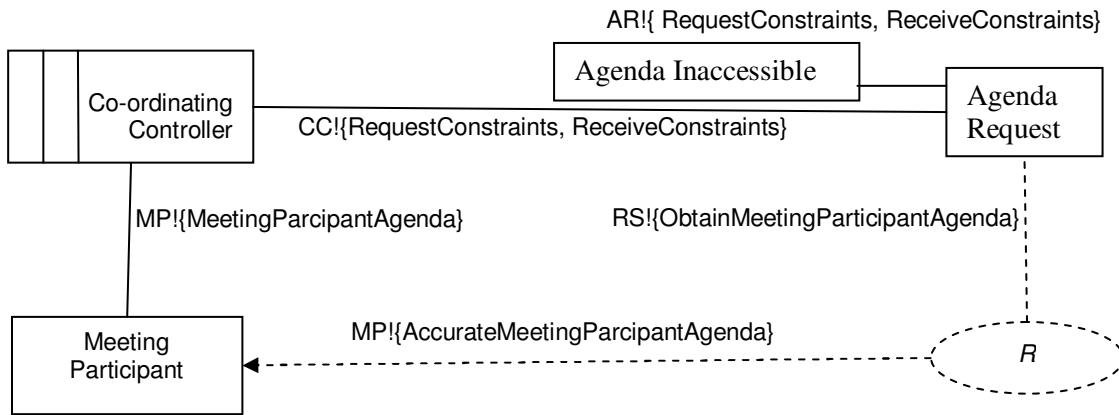 AR!{ RequestConstraints, ReceiveConstraints}
Agenda Inaccessible
Agenda
Request
Co-ordinating
Controller
CC!{RequestConstraints, ReceiveConstraints}
MP!{MeetingParcipantAgenda}
RS!{ObtainMeetingParticipantAgenda}
Meeting
Participant
MP!{AccurateMeetingParcipantAgenda}
R